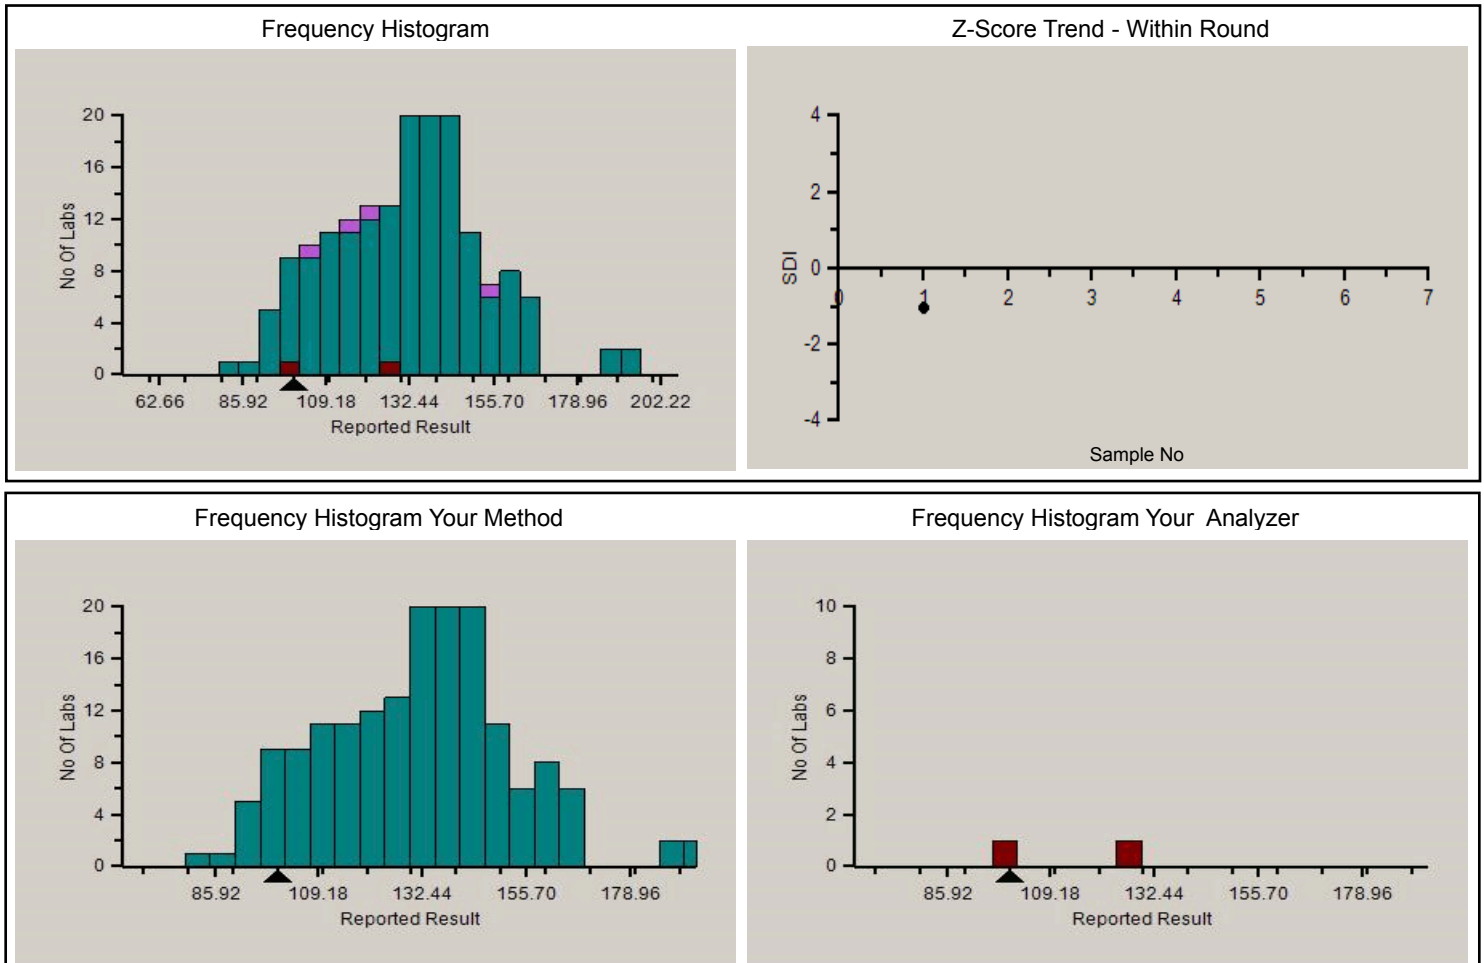 Frequency Histogram
20
16
12
8
4
0
No Of Labs
62.66 85.92 109.18 132.44 155.70 178.96 202.22
Reported Result
Z-Score Trend - Within Round
4
2
0
-2
-4
SDI
0 1 2 3 4 5 6 7
Sample No
Frequency Histogram Your Method
20
16
12
8
4
0
No Of Labs
85.92 109.18 132.44 155.70 178.96
Reported Result
Frequency Histogram Your Analyzer
10
8
6
4
2
0
No Of Labs
85.92 109.18 132.44 155.70 178.96
Reported Result